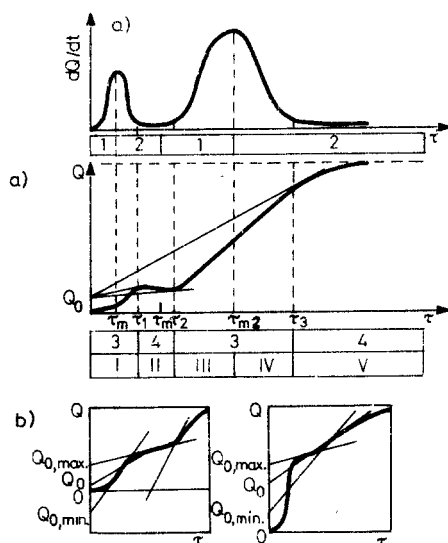 a)
dQ/dt
τ
1 2 1 2
a)
Q
Q₀
τm τ₁ τm τ₂ τm2 τ₃ τ
3 4 3 4
I II III IV V
b)
Q
Q₀,max.
Q₀
0
Q₀,min.
τ
Q
Q₀,max.
Q₀
Q₀,min.
0
τ